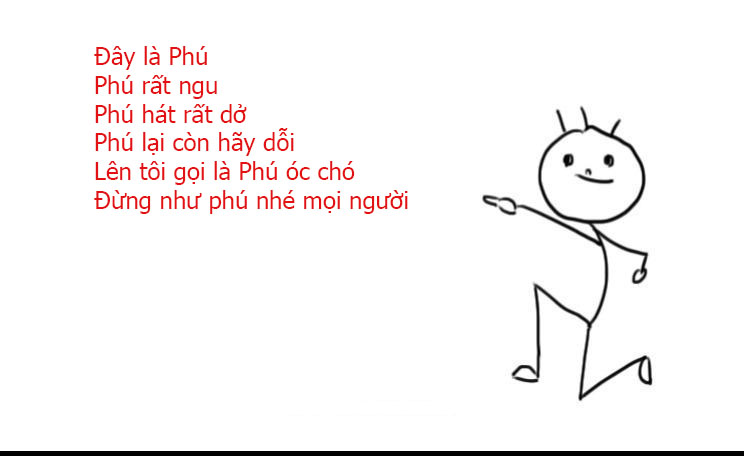 Đây là Phú
Phú rất ngu
Phú hát rất dở
Phú lại còn hãy dỗi
Lên tôi gọi là Phú óc chó
Đừng như phú nhé mọi người